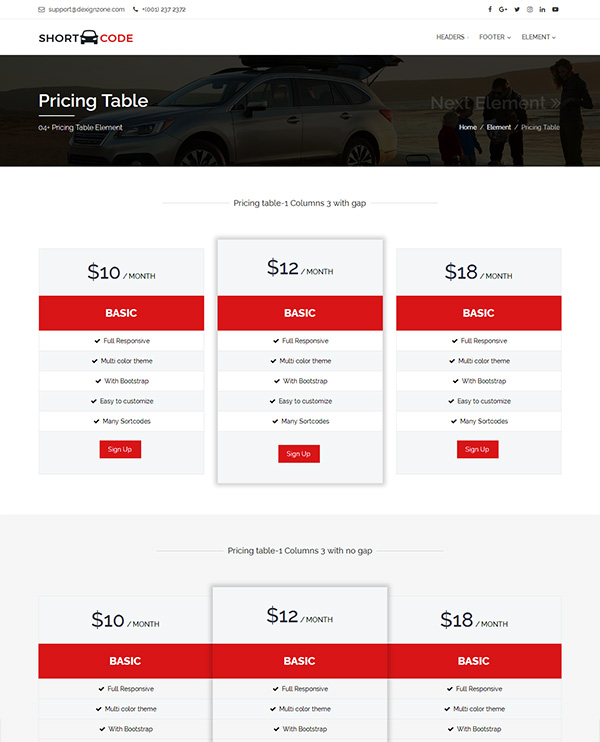 support@dexignzone.com +(001) 237 2372
SHORT CODE
HEADERS FOOTER ELEMENT
Pricing Table
Next Element »
04+ Pricing Table Element
Home / Element / Pricing Table
Pricing table-1 Columns 3 with gap
$10 / MONTH $12 / MONTH $18 / MONTH
BASIC BASIC BASIC
Full Responsive Full Responsive Full Responsive
Multi color theme Multi color theme Multi color theme
With Bootstrap With Bootstrap With Bootstrap
Easy to customize Easy to customize Easy to customize
Many Sortcodes Many Sortcodes Many Sortcodes
Sign Up Sign Up Sign Up
Pricing table-1 Columns 3 with no gap
$10 / MONTH $12 / MONTH $18 / MONTH
BASIC BASIC BASIC
Full Responsive Full Responsive Full Responsive
Multi color theme Multi color theme Multi color theme
With Bootstrap With Bootstrap With Bootstrap